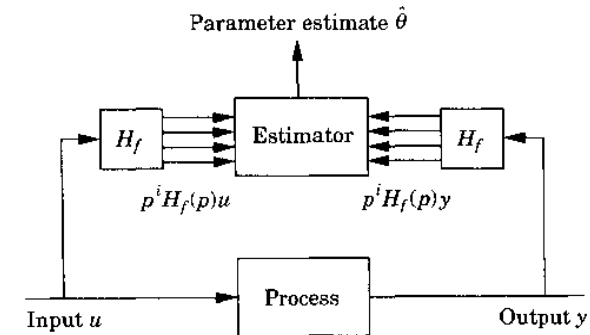 Parameter estimate θ̂
H_f
Estimator
H_f
p^i H_f(p)u
p^i H_f(p)y
Process
Input u
Output y